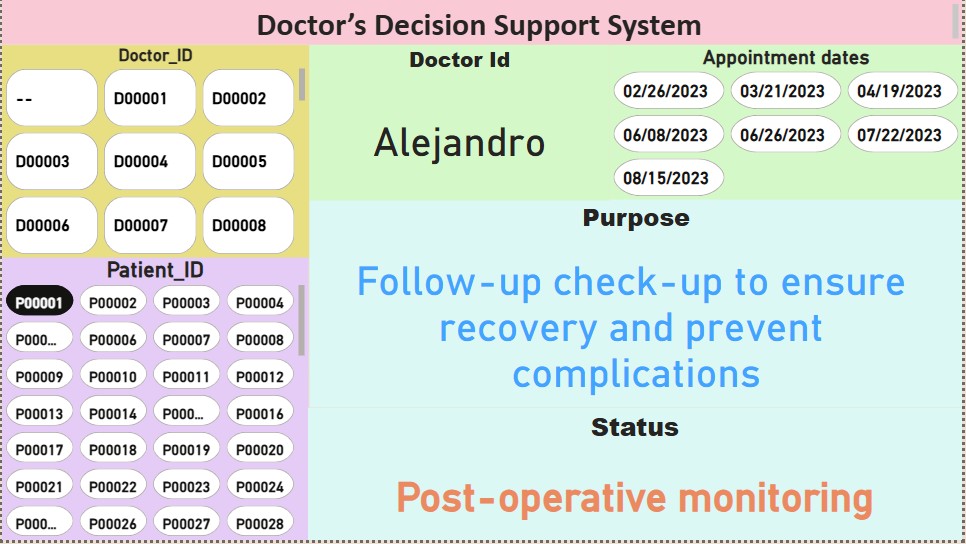 Doctor's Decision Support System
Doctor_ID
--
D00001
D00002
D00003
D00004
D00005
D00006
D00007
D00008
Patient_ID
P00001
P00002
P00003
P00004
P000...
P00006
P00007
P00008
P00009
P00010
P00011
P00012
P00013
P00014
P000...
P00016
P00017
P00018
P00019
P00020
P00021
P00022
P00023
P00024
P000...
P00026
P00027
P00028
Doctor Id
Alejandro
Appointment dates
02/26/2023
03/21/2023
04/19/2023
06/08/2023
06/26/2023
07/22/2023
08/15/2023
Purpose
Follow-up check-up to ensure
recovery and prevent
complications
Status
Post-operative monitoring